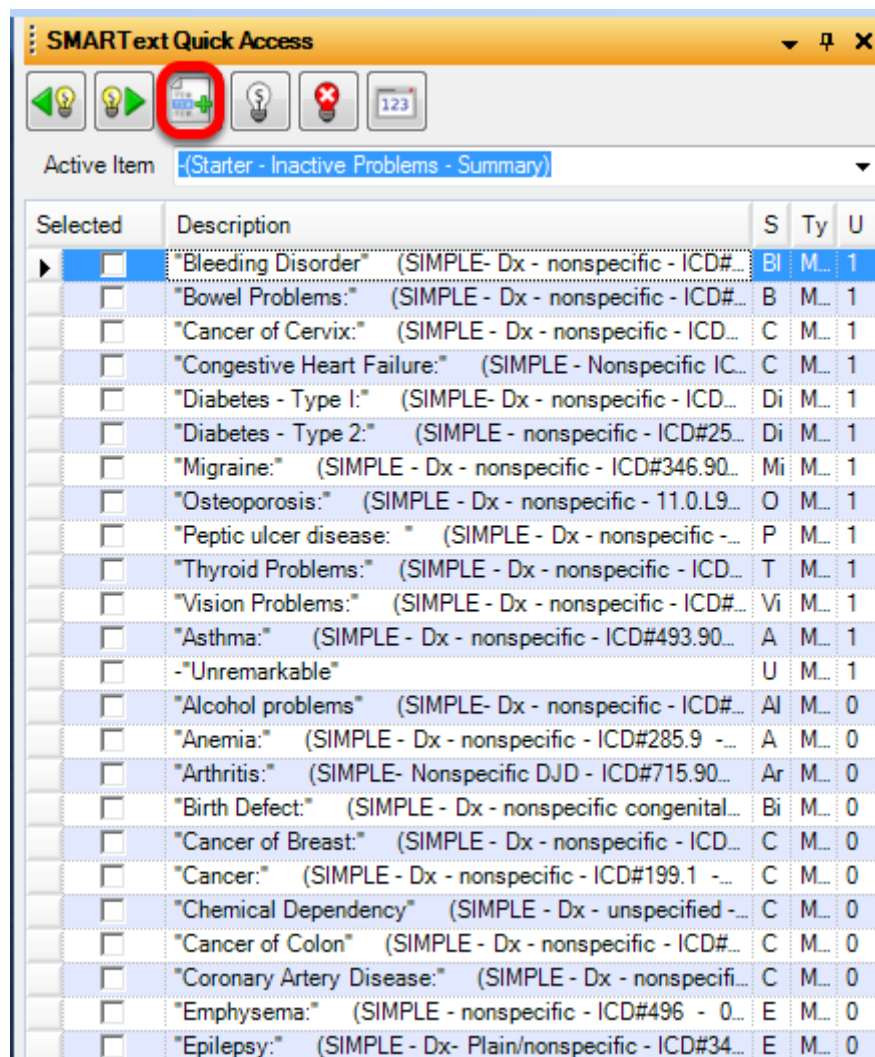 SMARText Quick Access
123
Active Item -(Starter - Inactive Problems - Summary)
Selected Description S Ty U
"Bleeding Disorder" (SIMPLE- Dx - nonspecific - ICD#... Bl M... 1
"Bowel Problems:" (SIMPLE - Dx - nonspecific - ICD#... B M... 1
"Cancer of Cervix:" (SIMPLE - Dx - nonspecific - ICD... C M... 1
"Congestive Heart Failure:" (SIMPLE - Nonspecific IC... C M... 1
"Diabetes - Type I:" (SIMPLE- Dx - nonspecific - ICD... Di M... 1
"Diabetes - Type 2:" (SIMPLE - nonspecific - ICD#25... Di M... 1
"Migraine:" (SIMPLE - Dx - nonspecific - ICD#346.90... Mi M... 1
"Osteoporosis:" (SIMPLE - Dx - nonspecific - 11.0.L9... O M... 1
"Peptic ulcer disease: " (SIMPLE - Dx - nonspecific -... P M... 1
"Thyroid Problems:" (SIMPLE - Dx - nonspecific - ICD... T M... 1
"Vision Problems:" (SIMPLE - Dx - nonspecific - ICD#... Vi M... 1
"Asthma:" (SIMPLE - Dx - nonspecific - ICD#493.90... A M... 1
-"Unremarkable" U M... 1
"Alcohol problems" (SIMPLE- Dx - nonspecific - ICD#... Al M... 0
"Anemia:" (SIMPLE - Dx - nonspecific - ICD#285.9 -... A M... 0
"Arthritis:" (SIMPLE- Nonspecific DJD - ICD#715.90... Ar M... 0
"Birth Defect:" (SIMPLE - Dx - nonspecific congenital... Bi M... 0
"Cancer of Breast:" (SIMPLE - Dx - nonspecific - ICD... C M... 0
"Cancer:" (SIMPLE - Dx - nonspecific - ICD#199.1 -... C M... 0
"Chemical Dependency" (SIMPLE - Dx - unspecified -... C M... 0
"Cancer of Colon" (SIMPLE - Dx - nonspecific - ICD#... C M... 0
"Coronary Artery Disease:" (SIMPLE - Dx - nonspecifi... C M... 0
"Emphysema:" (SIMPLE - nonspecific - ICD#496 - 0... E M... 0
"Epilepsy:" (SIMPLE - Dx- Plain/nonspecific - ICD#34... E M... 0